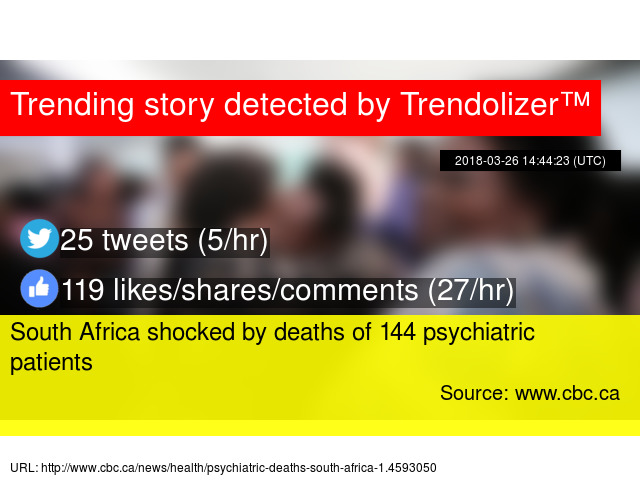 Trending story detected by Trendolizer™
2018-03-26 14:44:23 (UTC)
25 tweets (5/hr)
119 likes/shares/comments (27/hr)
South Africa shocked by deaths of 144 psychiatric
patients
Source: www.cbc.ca
URL: http://www.cbc.ca/news/health/psychiatric-deaths-south-africa-1.4593050